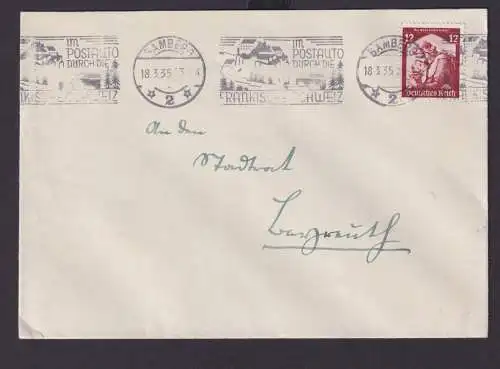 IM
POSTAUTO
DURCH DIE
BAMBERG
18.3.35
* 2 *
IM
POSTAUTO
DURCH DIE
FRÄNKISCHE SCHWEIZ
BAMBERG
18.3.35
* 2 *
12 12
Deutsches Reich
An den
Stadtrat
Bayreuth